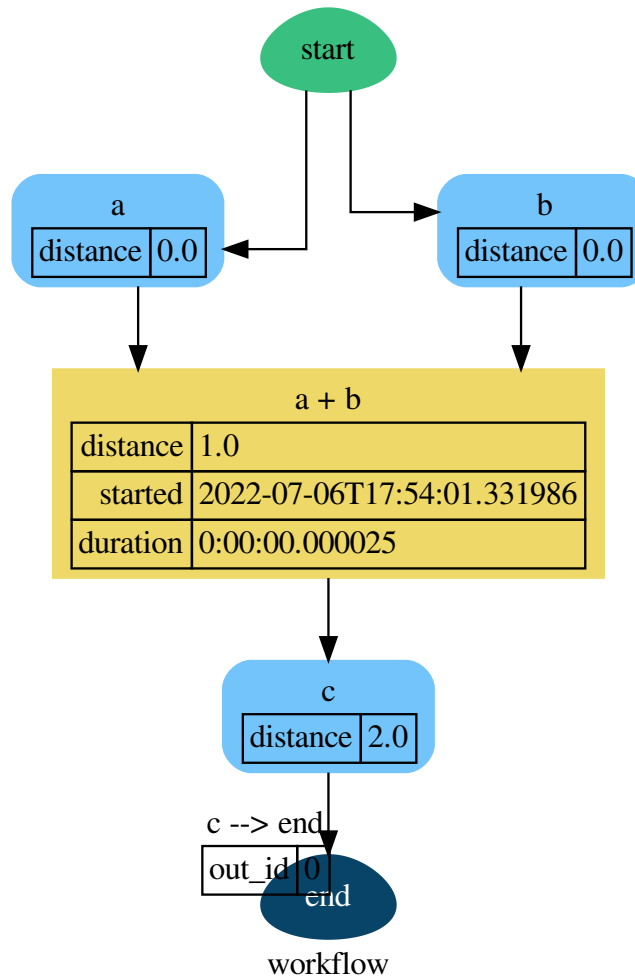 start
a
distance 0.0
b
distance 0.0
a + b
distance 1.0
started 2022-07-06T17:54:01.331986
duration 0:00:00.000025
c
distance 2.0
c --> end
out_id 0
end
workflow